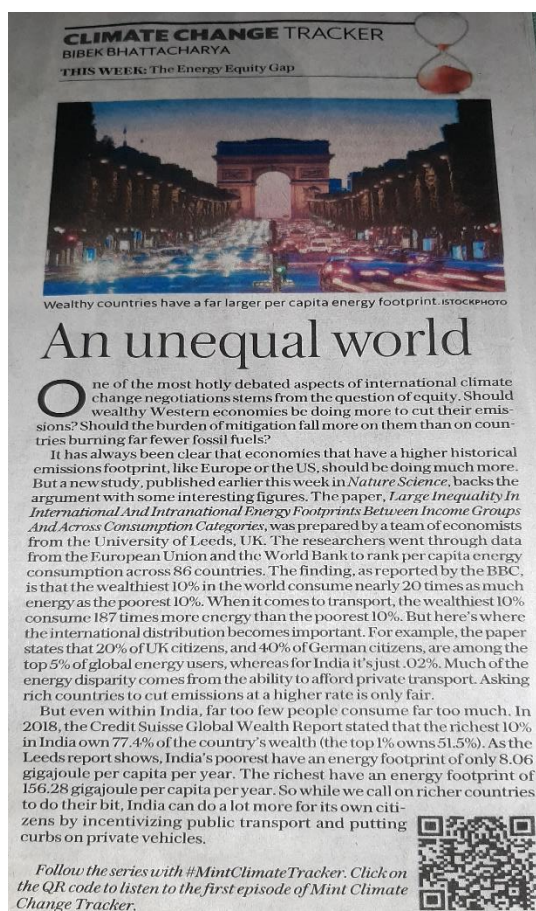 CLIMATE CHANGE TRACKER
BIBEK BHATTACHARYA
THIS WEEK: The Energy Equity Gap
Wealthy countries have a far larger per capita energy footprint. ISTOCKPHOTO
An unequal world
One of the most hotly debated aspects of international climate
change negotiations stems from the question of equity. Should
wealthy Western economies be doing more to cut their emis-
sions? Should the burden of mitigation fall more on them than on coun-
tries burning far fewer fossil fuels?
It has always been clear that economies that have a higher historical
emissions footprint, like Europe or the US, should be doing much more.
But a new study, published earlier this week in Nature Science, backs the
argument with some interesting figures. The paper, Large Inequality In
International And Intranational Energy Footprints Between Income Groups
And Across Consumption Categories, was prepared by a team of economists
from the University of Leeds, UK. The researchers went through data
from the European Union and the World Bank to rank per capita energy
consumption across 86 countries. The finding, as reported by the BBC,
is that the wealthiest 10% in the world consume nearly 20 times as much
energy as the poorest 10%. When it comes to transport, the wealthiest 10%
consume 187 times more energy than the poorest 10%. But here's where
the international distribution becomes important. For example, the paper
states that 20% of UK citizens, and 40% of German citizens, are among the
top 5% of global energy users, whereas for India it's just .02%. Much of the
energy disparity comes from the ability to afford private transport. Asking
rich countries to cut emissions at a higher rate is only fair.
But even within India, far too few people consume far too much. In
2018, the Credit Suisse Global Wealth Report stated that the richest 10%
in India own 77.4% of the country's wealth (the top 1% owns 51.5%). As the
Leeds report shows, India's poorest have an energy footprint of only 8.06
gigajoule per capita per year. The richest have an energy footprint of
156.28 gigajoule per capita per year. So while we call on richer countries
to do their bit, India can do a lot more for its own citi-
zens by incentivizing public transport and putting
curbs on private vehicles.
Follow the series with #MintClimateTracker. Click on
the QR code to listen to the first episode of Mint Climate
Change Tracker.